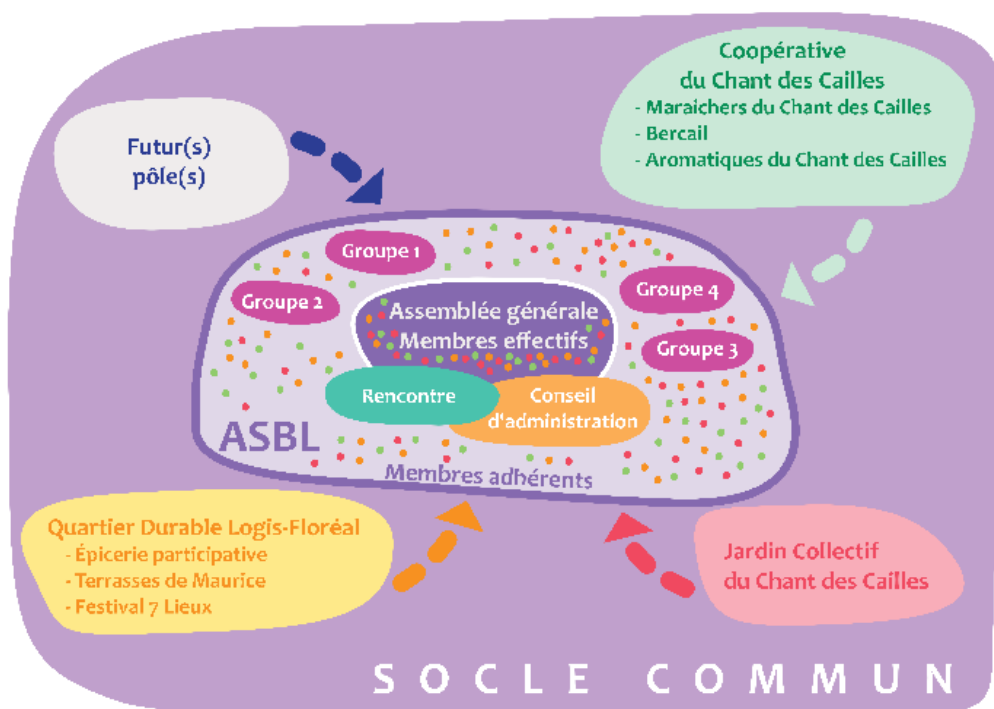 Coopérative
du Chant des Cailles
- Maraichers du Chant des Cailles
- Bercail
- Aromatiques du Chant des Cailles
Futur(s)
pôle(s)
Groupe 1
Groupe 2
Groupe 4
Groupe 3
Assemblée générale
Membres effectifs
Rencontre
Conseil
d'administration
ASBL
Membres adhérents
Quartier Durable Logis-Floréal
- Épicerie participative
- Terrasses de Maurice
- Festival 7 Lieux
Jardin Collectif
du Chant des Cailles
SOCLE COMMUN